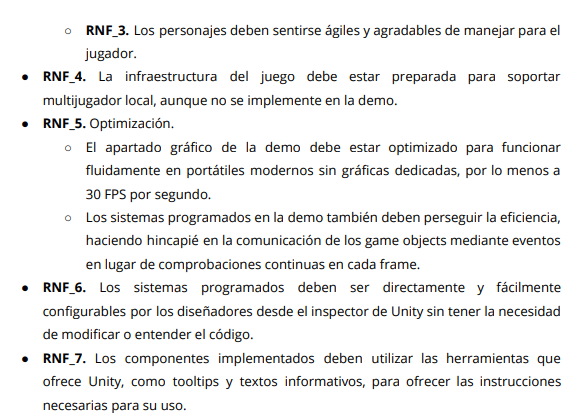 ○ RNF_3. Los personajes deben sentirse ágiles y agradables de manejar para el
jugador.
● RNF_4. La infraestructura del juego debe estar preparada para soportar
multijugador local, aunque no se implemente en la demo.
● RNF_5. Optimización.
○ El apartado gráfico de la demo debe estar optimizado para funcionar
fluidamente en portátiles modernos sin gráficas dedicadas, por lo menos a
30 FPS por segundo.
○ Los sistemas programados en la demo también deben perseguir la eficiencia,
haciendo hincapié en la comunicación de los game objects mediante eventos
en lugar de comprobaciones continuas en cada frame.
● RNF_6. Los sistemas programados deben ser directamente y fácilmente
configurables por los diseñadores desde el inspector de Unity sin tener la necesidad
de modificar o entender el código.
● RNF_7. Los componentes implementados deben utilizar las herramientas que
ofrece Unity, como tooltips y textos informativos, para ofrecer las instrucciones
necesarias para su uso.